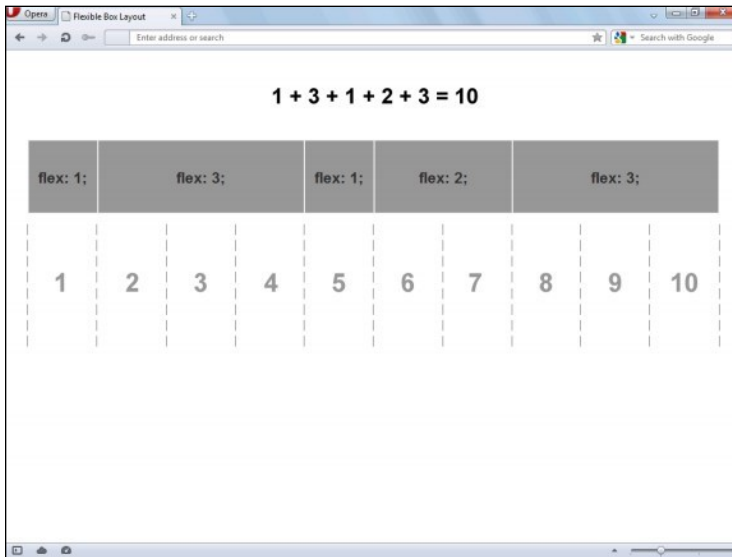 Opera Flexible Box Layout
Enter address or search Search with Google
1 + 3 + 1 + 2 + 3 = 10
flex: 1; flex: 3; flex: 1; flex: 2; flex: 3;
1 2 3 4 5 6 7 8 9 10